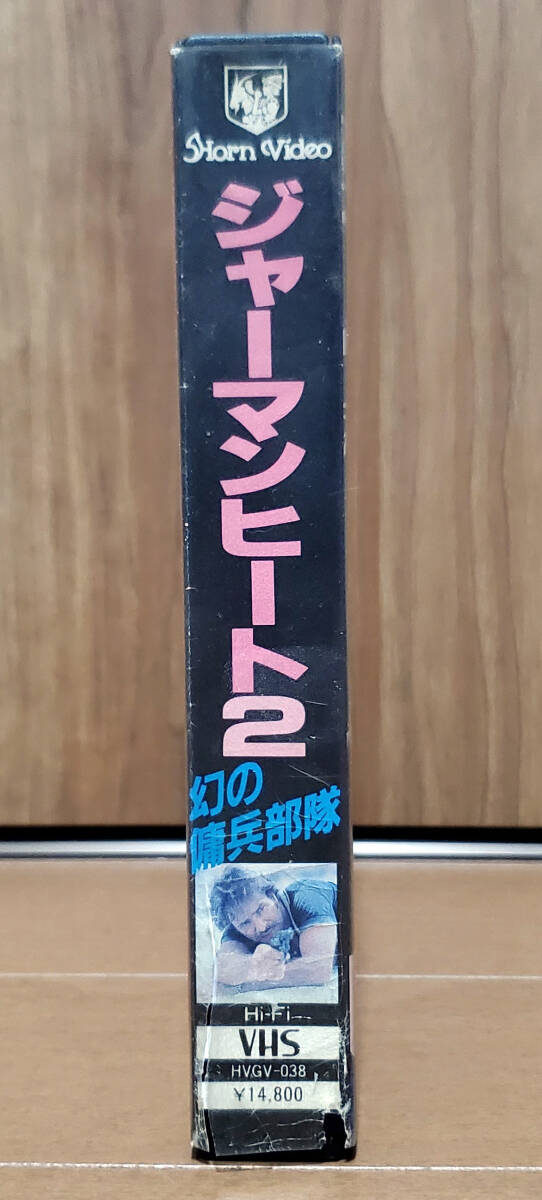 Shorn Video
ジャーマンヒート2
幻の
傭兵部隊
Hi-Fi
VHS
HVGV-038
¥14,800